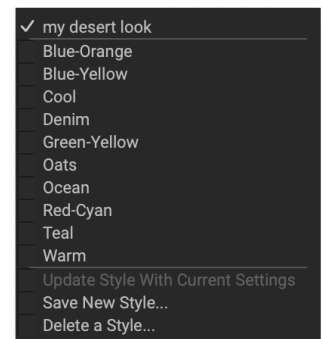 my desert look
Blue-Orange
Blue-Yellow
Cool
Denim
Green-Yellow
Oats
Ocean
Red-Cyan
Teal
Warm
Update Style With Current Settings
Save New Style...
Delete a Style...